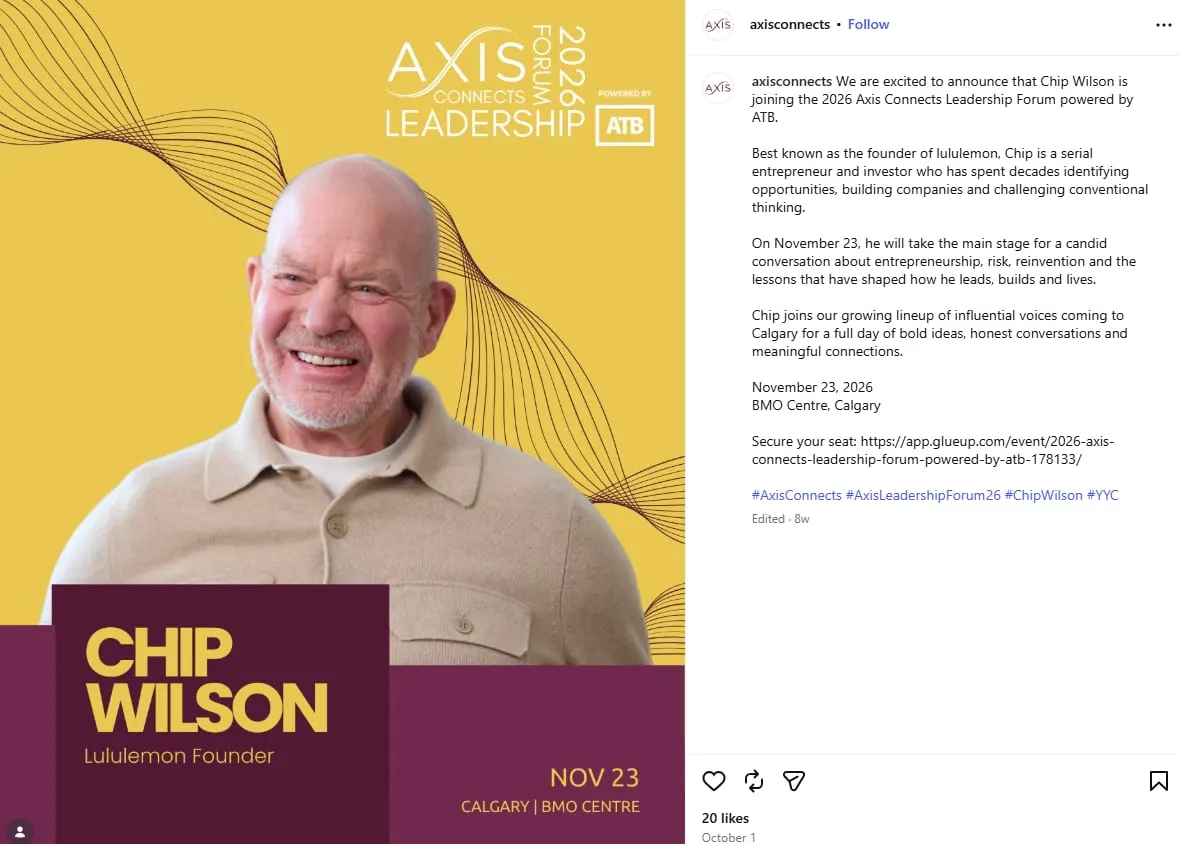 AXIS
CONNECTS
LEADERSHIP
FORUM
2026
POWERED BY
ATB
CHIP
WILSON
Lululemon Founder
NOV 23
CALGARY | BMO CENTRE
AXIS
axisconnects • Follow
AXIS
axisconnects We are excited to announce that Chip Wilson is
joining the 2026 Axis Connects Leadership Forum powered by
ATB.
Best known as the founder of lululemon, Chip is a serial
entrepreneur and investor who has spent decades identifying
opportunities, building companies and challenging conventional
thinking.
On November 23, he will take the main stage for a candid
conversation about entrepreneurship, risk, reinvention and the
lessons that have shaped how he leads, builds and lives.
Chip joins our growing lineup of influential voices coming to
Calgary for a full day of bold ideas, honest conversations and
meaningful connections.
November 23, 2026
BMO Centre, Calgary
Secure your seat: https://app.glueup.com/event/2026-axis-
connects-leadership-forum-powered-by-atb-178133/
#AxisConnects #AxisLeadershipForum26 #ChipWilson #YYC
Edited · 8w
20 likes
October 1